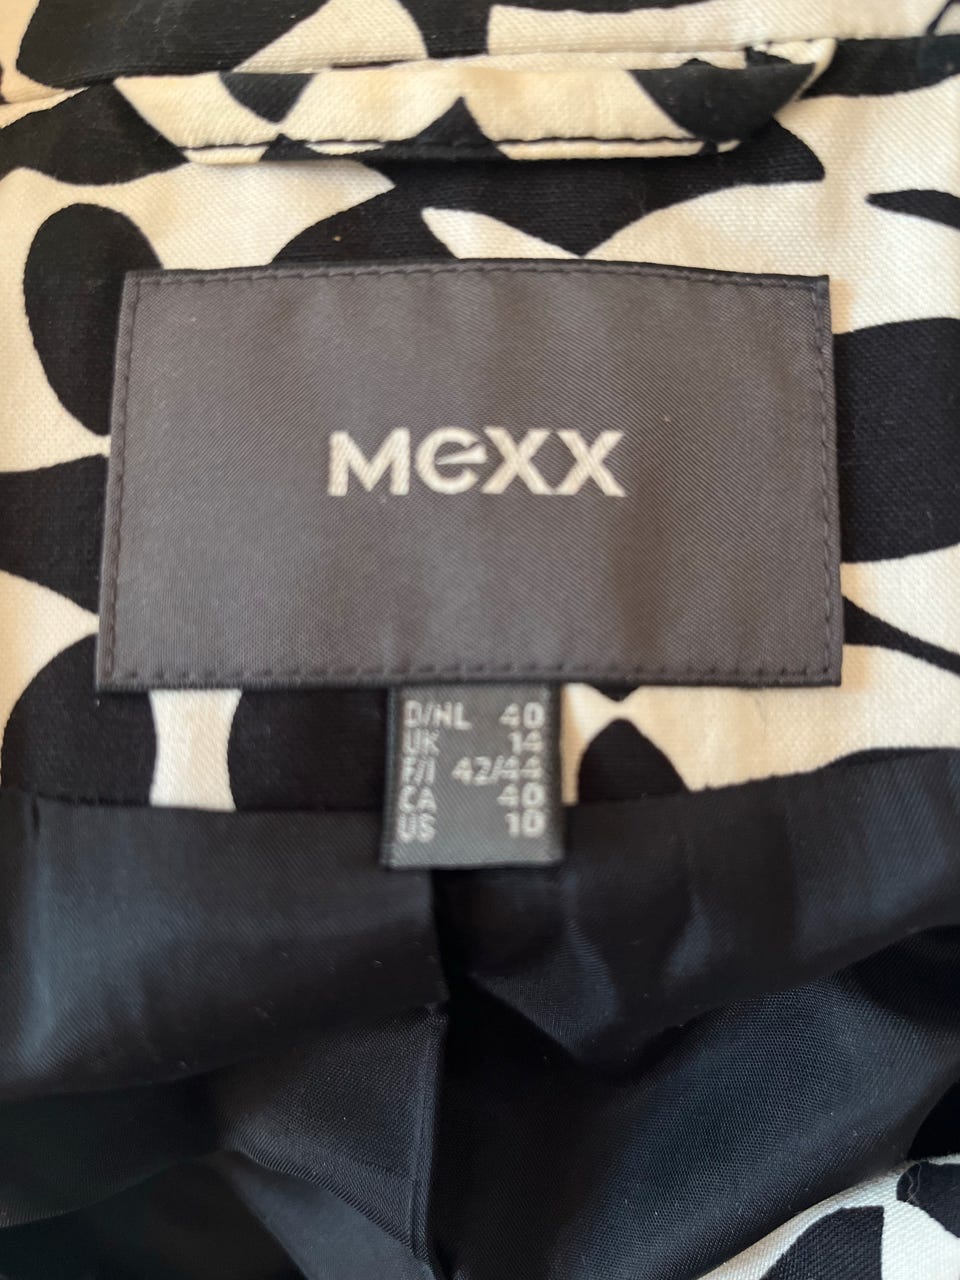 MeXX
D/NL 40
UK 14
F/I 42/44
CA 40
US 10